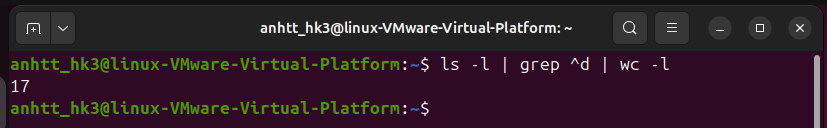 anhtt_hk3@linux-VMware-Virtual-Platform: ~
anhtt_hk3@linux-VMware-Virtual-Platform:~$ ls -l | grep ^d | wc -l
17
anhtt_hk3@linux-VMware-Virtual-Platform:~$